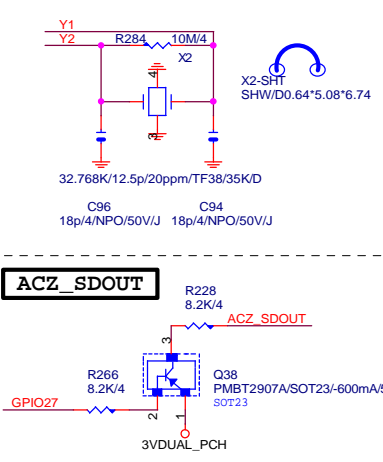 Y1
Y2
R284 10M/4
X2
4
3
X2-SHT
SHW/D0.64*5.08*6.74
32.768K/12.5p/20ppm/TF38/35K/D
C96 C94
18p/4/NPO/50V/J 18p/4/NPO/50V/J
ACZ_SDOUT
R228
8.2K/4
ACZ_SDOUT
3
R266
8.2K/4
Q38
PMBT2907A/SOT23/-600mA/5
SOT23
GPIO27
2
1
3VDUAL_PCH